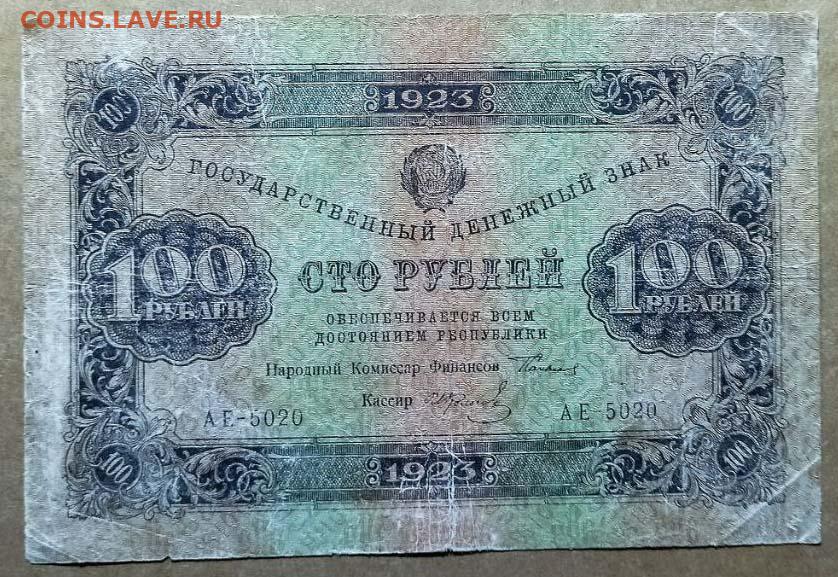 COINS.LAVE.RU
1923
100 100
ГОСУДАРСТВЕННЫЙ ДЕНЕЖНЫЙ ЗНАК
СТО РУБЛЕЙ
100 РУБЛЕЙ
100 РУБЛЕЙ
ОБЕСПЕЧИВАЕТСЯ ВСЕМ
ДОСТОЯНИЕМ РЕСПУБЛИКИ
Народный Комиссар Финансов
Кассир
АЕ-5020 АЕ-5020
100 100
1923